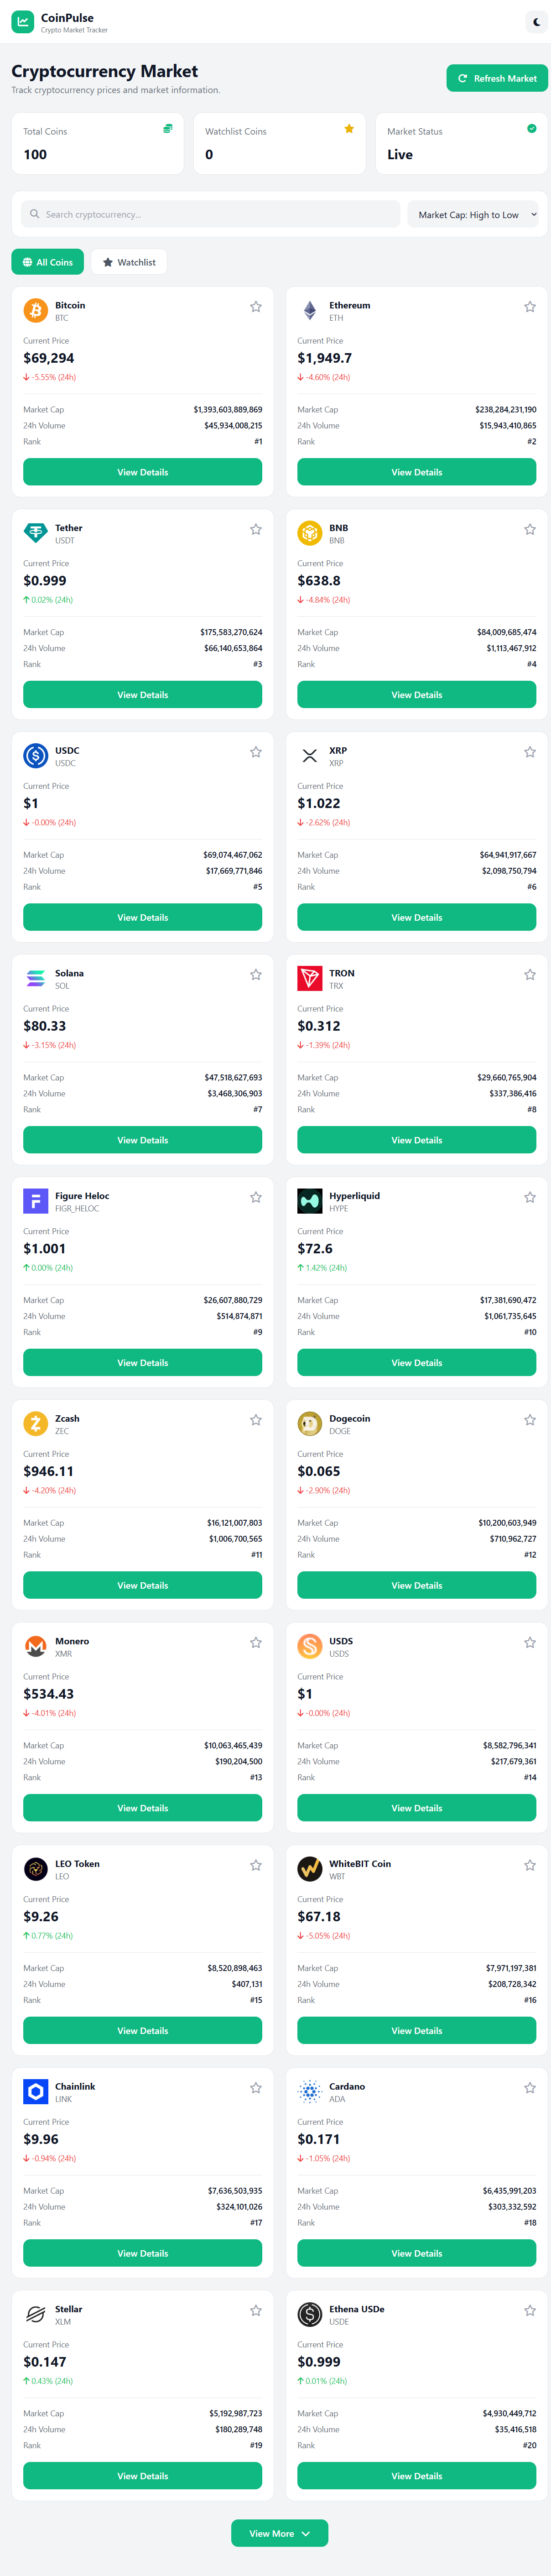 CoinPulse
Crypto Market Tracker
Cryptocurrency Market
Track cryptocurrency prices and market information.
Refresh Market
Total Coins
100
Watchlist Coins
0
Market Status
Live
Search cryptocurrency...
Market Cap: High to Low
All Coins
Watchlist
Bitcoin
BTC
Current Price
$69,294
-5.55% (24h)
Market Cap $1,393,603,889,869
24h Volume $45,934,008,215
Rank #1
View Details
Ethereum
ETH
Current Price
$1,949.7
-4.60% (24h)
Market Cap $238,284,231,190
24h Volume $15,943,410,865
Rank #2
View Details
Tether
USDT
Current Price
$0.999
0.02% (24h)
Market Cap $175,583,270,624
24h Volume $66,140,653,864
Rank #3
View Details
BNB
BNB
Current Price
$638.8
-4.84% (24h)
Market Cap $84,009,685,474
24h Volume $1,113,467,912
Rank #4
View Details
USDC
USDC
Current Price
$1
-0.00% (24h)
Market Cap $69,074,467,062
24h Volume $17,669,771,846
Rank #5
View Details
XRP
XRP
Current Price
$1.022
-2.62% (24h)
Market Cap $64,941,917,667
24h Volume $2,098,750,794
Rank #6
View Details
Solana
SOL
Current Price
$80.33
-3.15% (24h)
Market Cap $47,518,627,693
24h Volume $3,468,306,903
Rank #7
View Details
TRON
TRX
Current Price
$0.312
-1.39% (24h)
Market Cap $29,660,765,904
24h Volume $337,386,416
Rank #8
View Details
Figure Heloc
FIGR_HELOC
Current Price
$1.001
0.00% (24h)
Market Cap $26,607,880,729
24h Volume $514,874,871
Rank #9
View Details
Hyperliquid
HYPE
Current Price
$72.6
1.42% (24h)
Market Cap $17,381,690,472
24h Volume $1,061,735,645
Rank #10
View Details
Zcash
ZEC
Current Price
$946.11
-4.20% (24h)
Market Cap $16,121,007,803
24h Volume $1,006,700,565
Rank #11
View Details
Dogecoin
DOGE
Current Price
$0.065
-2.90% (24h)
Market Cap $10,200,603,949
24h Volume $710,962,727
Rank #12
View Details
Monero
XMR
Current Price
$534.43
-4.01% (24h)
Market Cap $10,063,465,439
24h Volume $190,204,500
Rank #13
View Details
USDS
USDS
Current Price
$1
-0.00% (24h)
Market Cap $8,582,796,341
24h Volume $217,679,361
Rank #14
View Details
LEO Token
LEO
Current Price
$9.26
0.77% (24h)
Market Cap $8,520,898,463
24h Volume $407,131
Rank #15
View Details
WhiteBIT Coin
WBT
Current Price
$67.18
-5.05% (24h)
Market Cap $7,971,197,381
24h Volume $208,728,342
Rank #16
View Details
Chainlink
LINK
Current Price
$9.96
-0.94% (24h)
Market Cap $7,636,503,935
24h Volume $324,101,026
Rank #17
View Details
Cardano
ADA
Current Price
$0.171
-1.05% (24h)
Market Cap $6,435,991,203
24h Volume $303,332,592
Rank #18
View Details
Stellar
XLM
Current Price
$0.147
0.43% (24h)
Market Cap $5,192,987,723
24h Volume $180,289,748
Rank #19
View Details
Ethena USDe
USDE
Current Price
$0.999
0.01% (24h)
Market Cap $4,930,449,712
24h Volume $35,416,518
Rank #20
View Details
View More